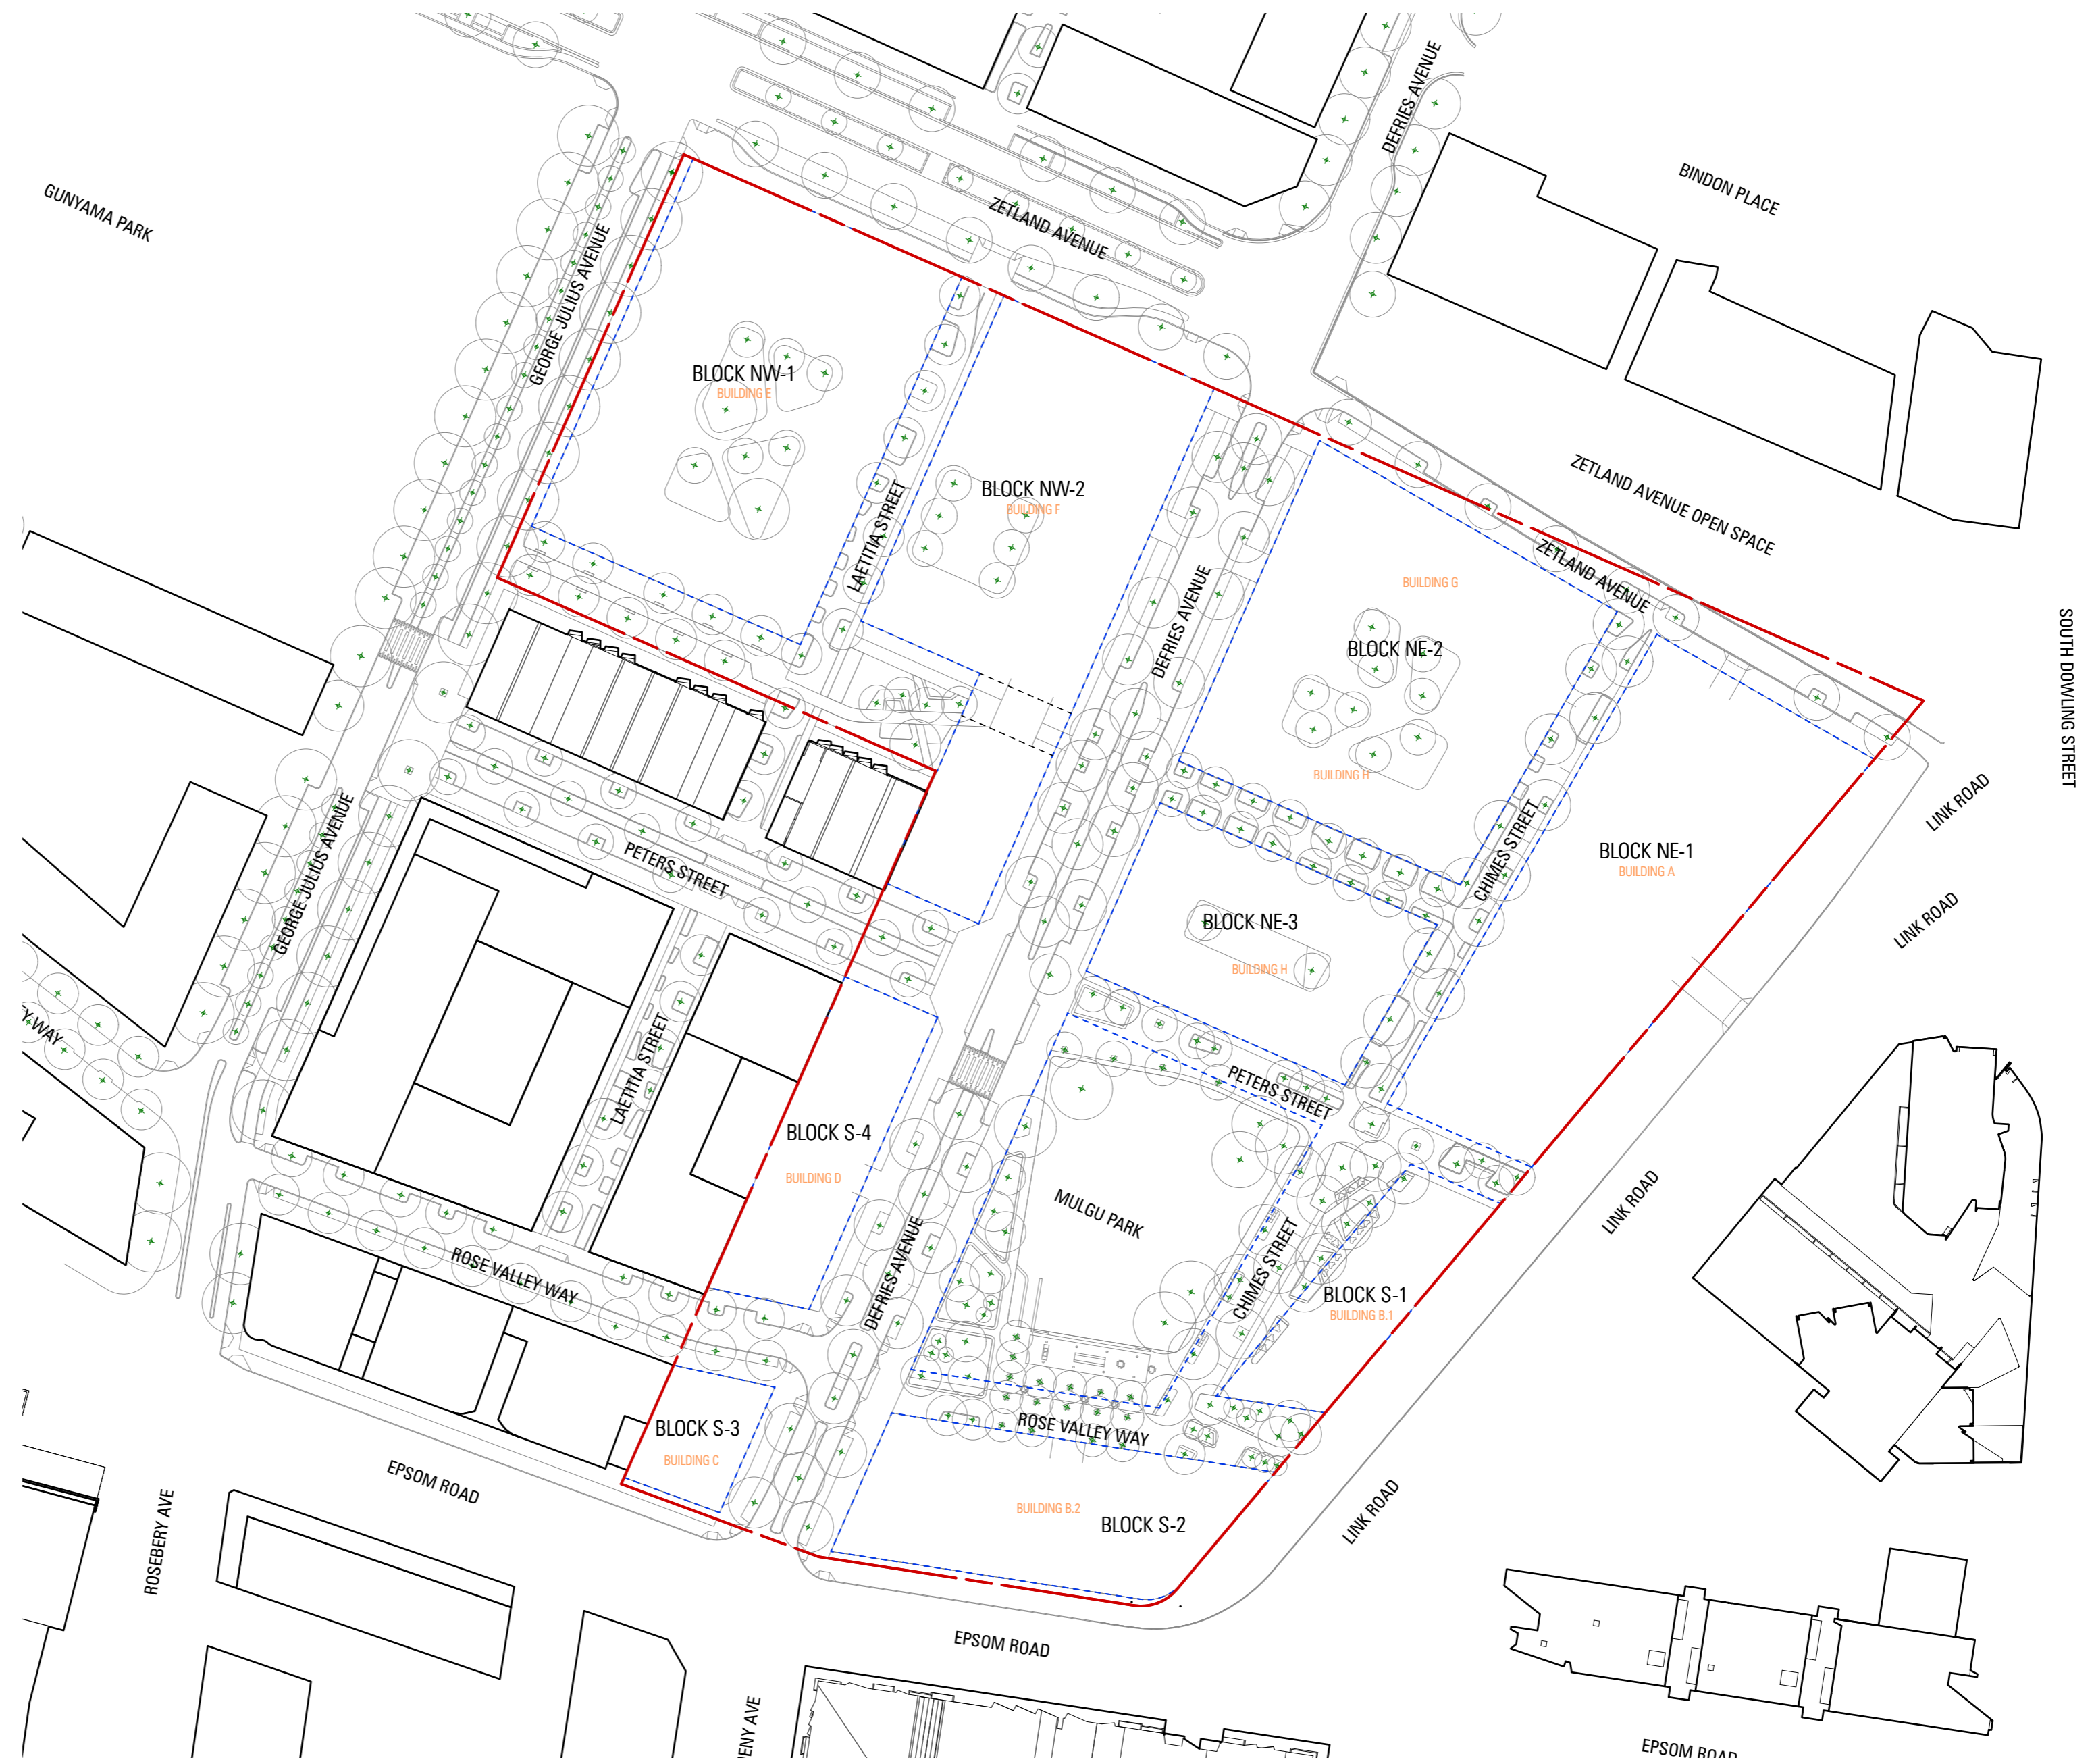 DEFRIES AVENUE
BINDON PLACE
GUNYAMA PARK
ZETLAND AVENUE
GEORGE JULIUS AVENUE
BLOCK NW-1
BUILDING E
BLOCK NW-2
BUILDING F
LAETITIA STREET
ZETLAND AVENUE OPEN SPACE
ZETLAND AVENUE
BUILDING G
DEFRIES AVENUE
BLOCK NE-2
SOUTH DOWLING STREET
BUILDING H
LINK ROAD
CHIMES STREET
BLOCK NE-1
BUILDING A
GEORGE JULIUS AVENUE
PETERS STREET
BLOCK NE-3
LINK ROAD
BUILDING H
Y WAY
LAETITIA STREET
PETERS STREET
BLOCK S-4
BUILDING D
MULGU PARK
LINK ROAD
DEFRIES AVENUE
CHIMES STREET
ROSE VALLEY WAY
BLOCK S-1
BUILDING B.1
BLOCK S-3
BUILDING C
ROSE VALLEY WAY
EPSOM ROAD
ROSEBERY AVE
BUILDING B.2
BLOCK S-2
LINK ROAD
EPSOM ROAD
ENY AVE
EPSOM ROAD